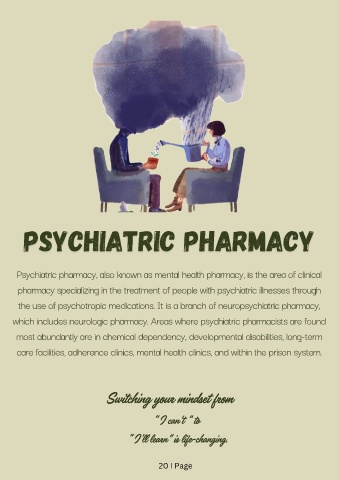 PSYCHIATRIC PHARMACY
Psychiatric pharmacy, also known as mental health pharmacy, is the area of clinical
pharmacy specializing in the treatment of people with psychiatric illnesses through
the use of psychotropic medications. It is a branch of neuropsychiatric pharmacy,
which includes neurologic pharmacy. Areas where psychiatric pharmacists are found
most abundantly are in chemical dependency, developmental disabilities, long-term
care facilities, adherence clinics, mental health clinics, and within the prison system.
Switching your mindset from
"I can't" to
"I'll learn" is life-changing.
20 | Page